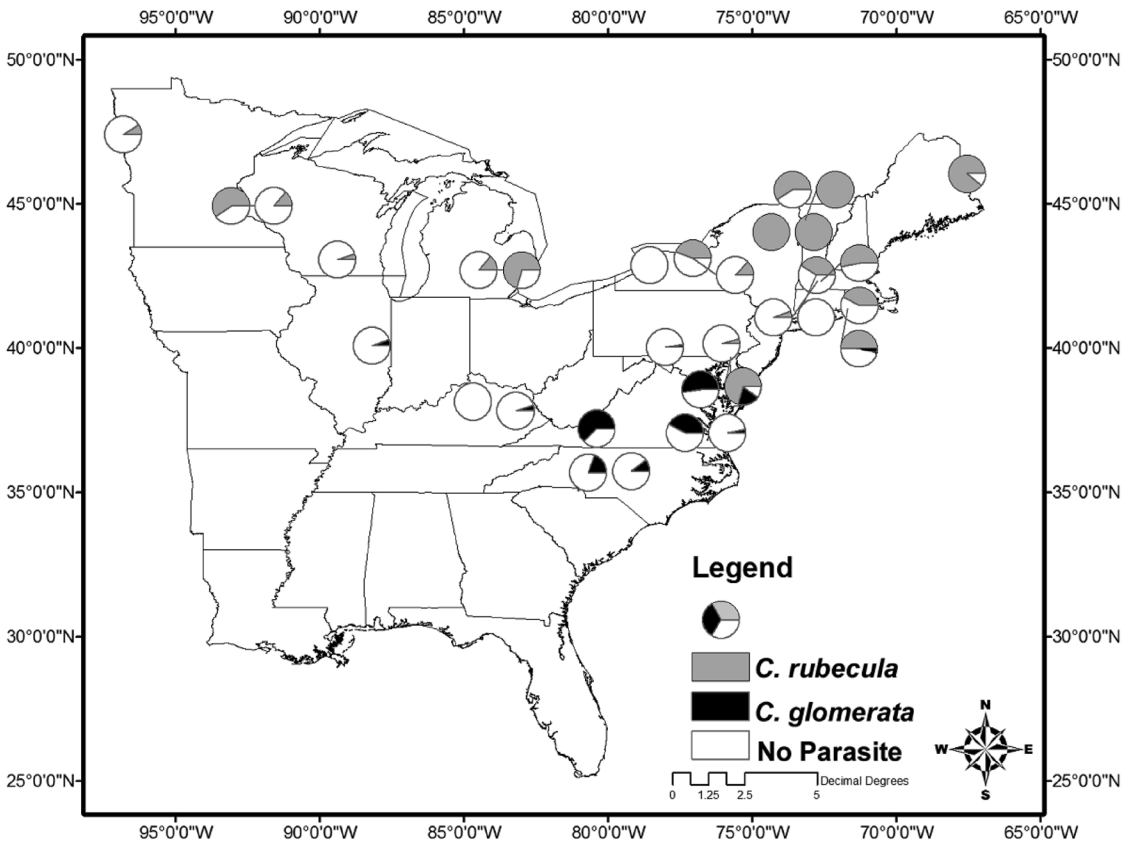 95°0'0"W 90°0'0"W 85°0'0"W 80°0'0"W 75°0'0"W 70°0'0"W 65°0'0"W
50°0'0"N 50°0'0"N
45°0'0"N 45°0'0"N
40°0'0"N 40°0'0"N
35°0'0"N 35°0'0"N
30°0'0"N 30°0'0"N
25°0'0"N 25°0'0"N
Legend
C. rubecula
C. glomerata
No Parasite
N
W E
S
Decimal Degrees
0 1.25 2.5 5
95°0'0"W 90°0'0"W 85°0'0"W 80°0'0"W 75°0'0"W 70°0'0"W 65°0'0"W